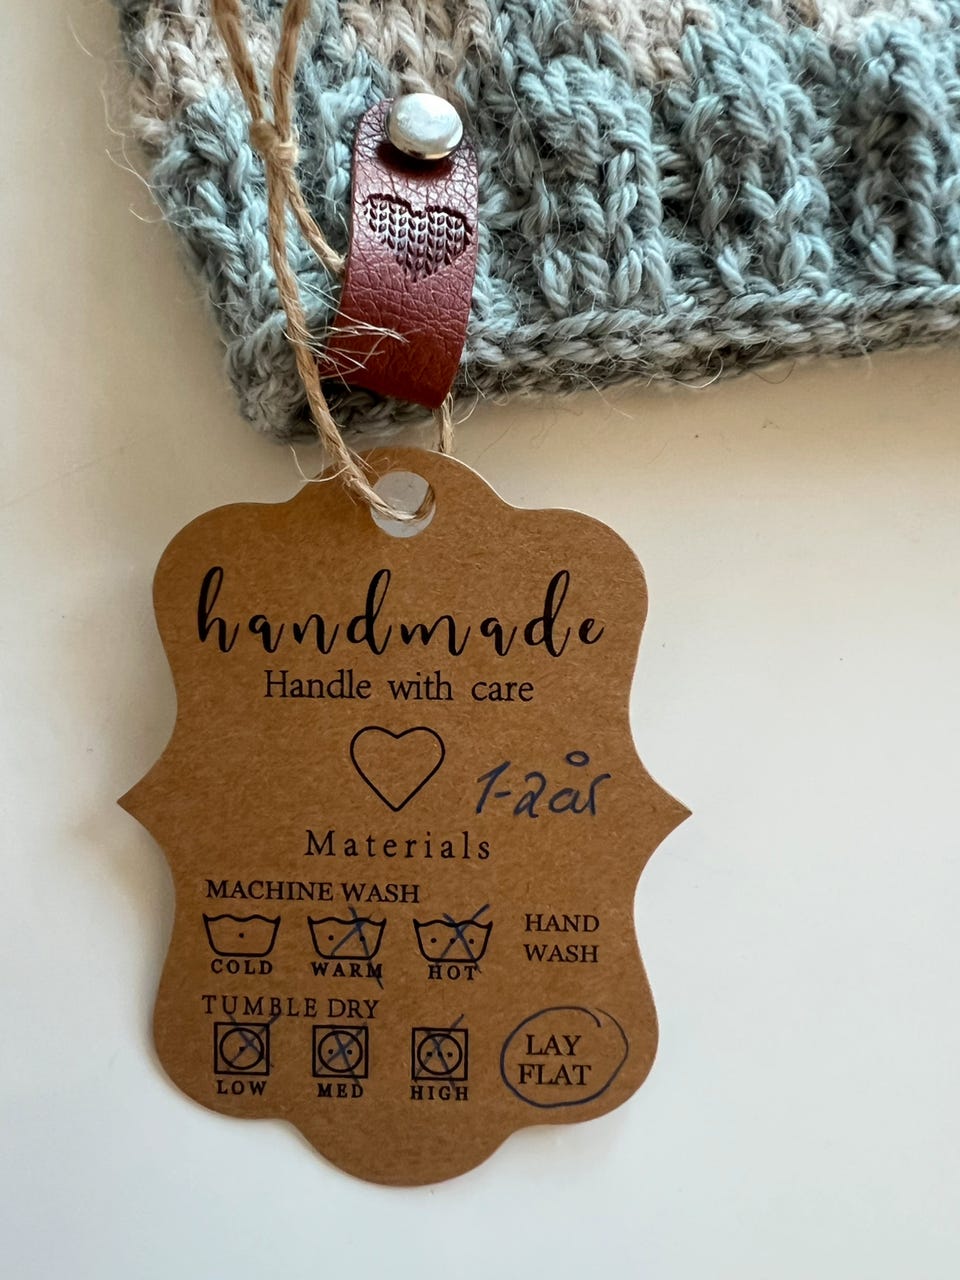 handmade
Handle with care
1-2år
Materials
MACHINE WASH
COLD WARM HOT
HAND
WASH
TUMBLE DRY
LOW MED HIGH
LAY
FLAT